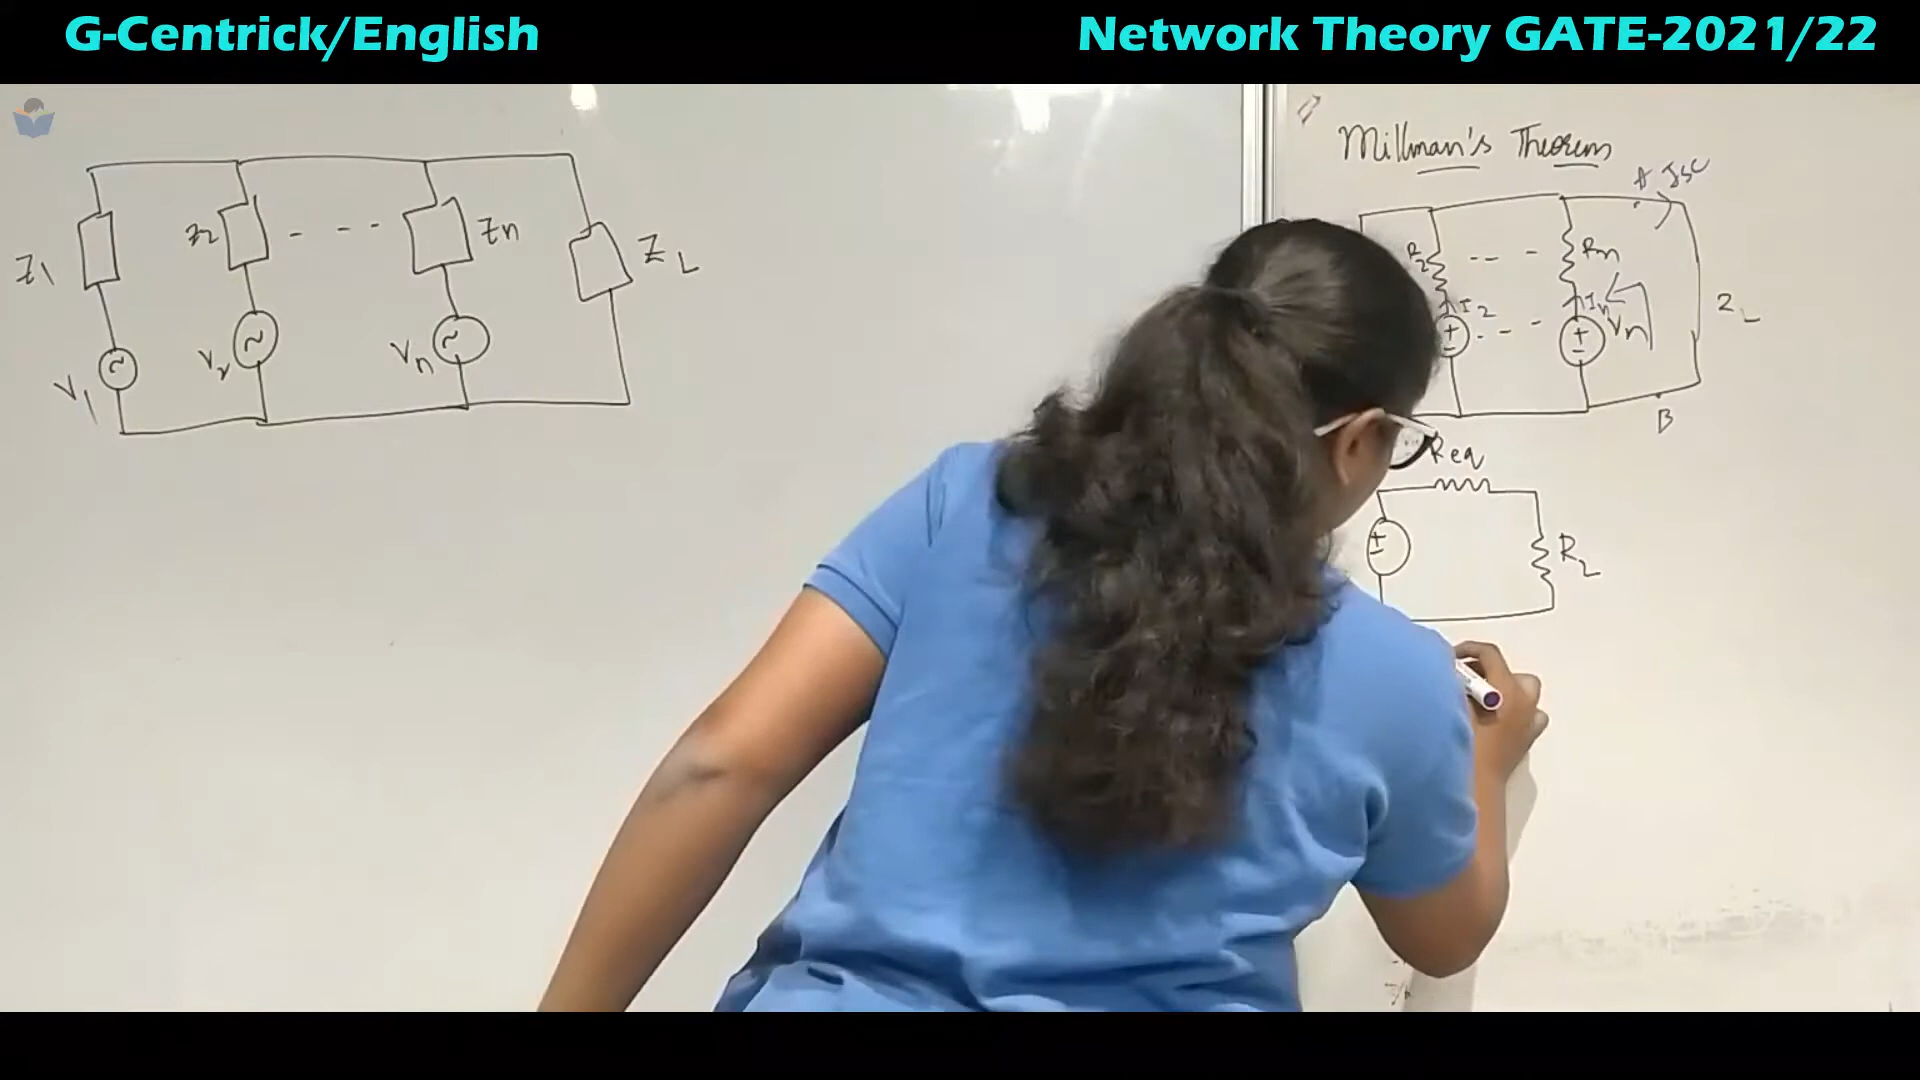 G-Centrick/English
Network Theory GATE-2021/22
Z1
Z2
- - - -
Zn
ZL
V1
V2
Vn
Millman's Theorem
A
Isc
R2
-- -
Rn
I2
In
- - -
Vn
ZL
B
Req
RL